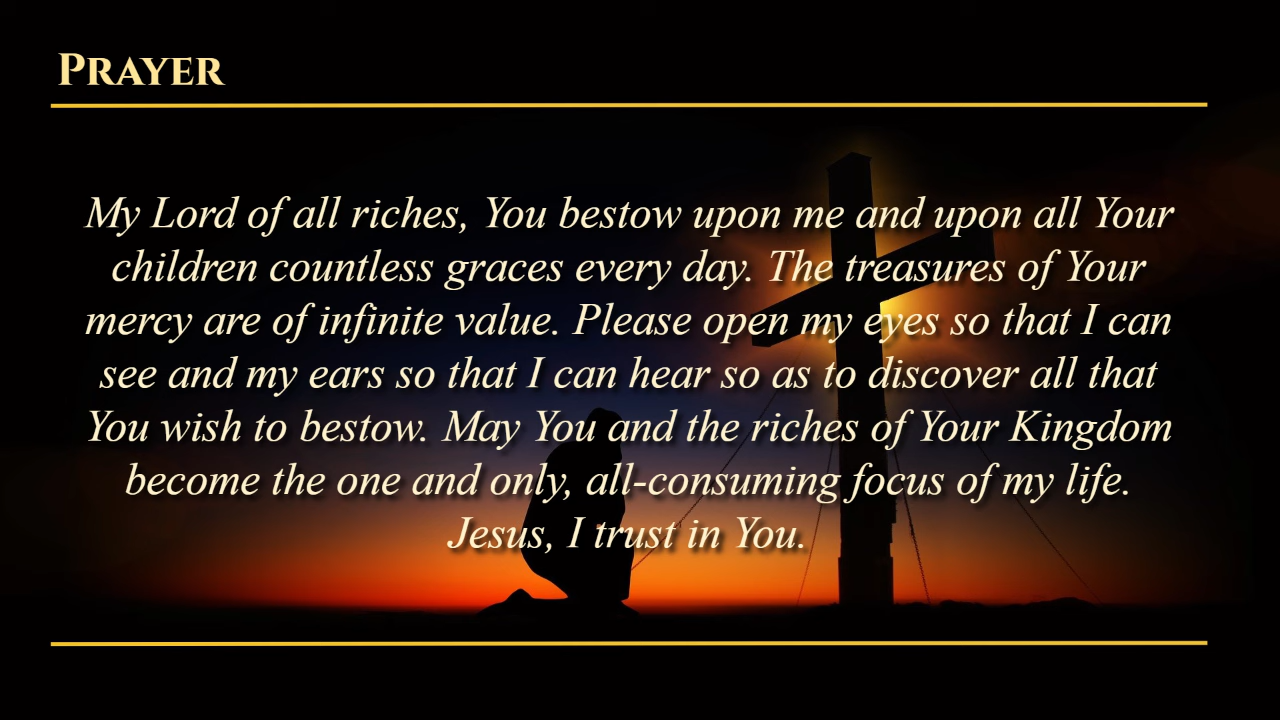 PRAYER
My Lord of all riches, You bestow upon me and upon all Your
children countless graces every day. The treasures of Your
mercy are of infinite value. Please open my eyes so that I can
see and my ears so that I can hear so as to discover all that
You wish to bestow. May You and the riches of Your Kingdom
become the one and only, all-consuming focus of my life.
Jesus, I trust in You.